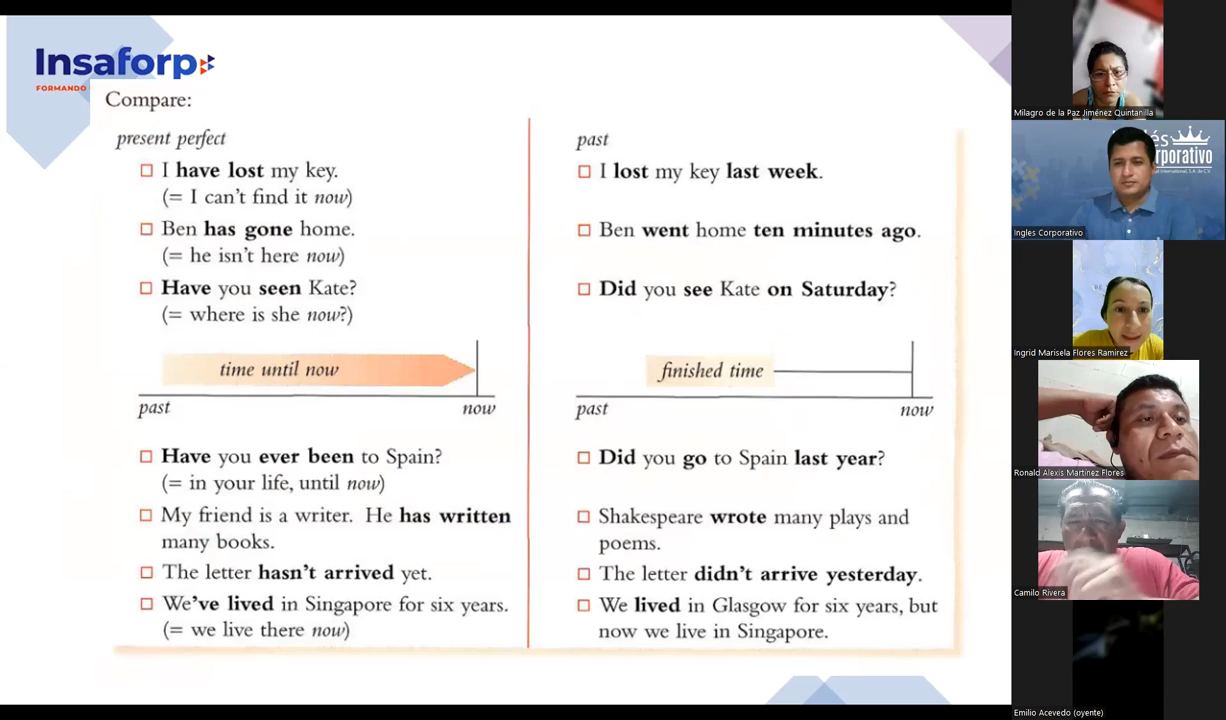 Insaforp
FORMANDO
Compare:
present perfect
I have lost my key.
(= I can't find it now)
Ben has gone home.
(= he isn't here now)
Have you seen Kate?
(= where is she now?)
time until now
past now
Have you ever been to Spain?
(= in your life, until now)
My friend is a writer. He has written
many books.
The letter hasn't arrived yet.
We've lived in Singapore for six years.
(= we live there now)
past
I lost my key last week.
Ben went home ten minutes ago.
Did you see Kate on Saturday?
finished time
past now
Did you go to Spain last year?
Shakespeare wrote many plays and
poems.
The letter didn't arrive yesterday.
We lived in Glasgow for six years, but
now we live in Singapore.
Milagro de la Paz Jiménez Quintanilla
Ingles Corporativo
Ingrid Marisela Flores Ramirez
Ronald Alexis Martínez Flores
Camilo Rivera
Emilio Acevedo (oyente)